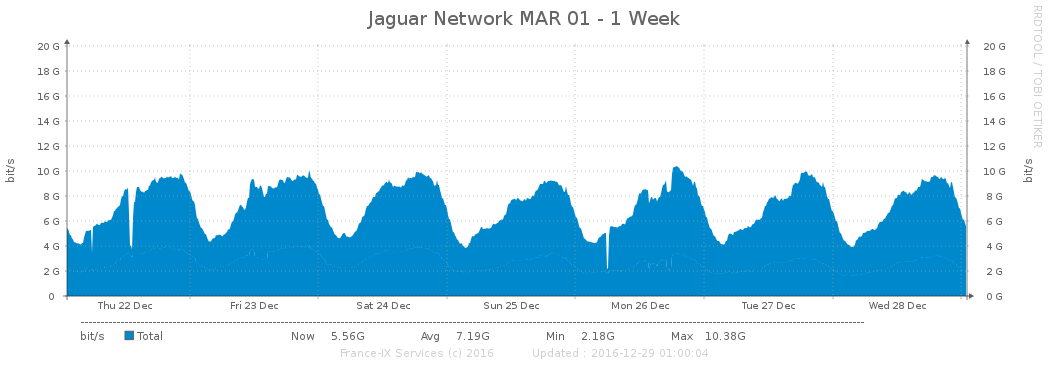 Jaguar Network MAR 01 - 1 Week
RRDTOOL / TOBI OETIKER
20 G 20 G
18 G 18 G
16 G 16 G
14 G 14 G
12 G 12 G
10 G 10 G
8 G 8 G
6 G 6 G
4 G 4 G
2 G 2 G
0 0 G
bit/s
bit/s
Thu 22 Dec Fri 23 Dec Sat 24 Dec Sun 25 Dec Mon 26 Dec Tue 27 Dec Wed 28 Dec
bit/s Total Now 5.56G Avg 7.19G Min 2.18G Max 10.38G
France-IX Services (c) 2016 Updated : 2016-12-29 01:00:04